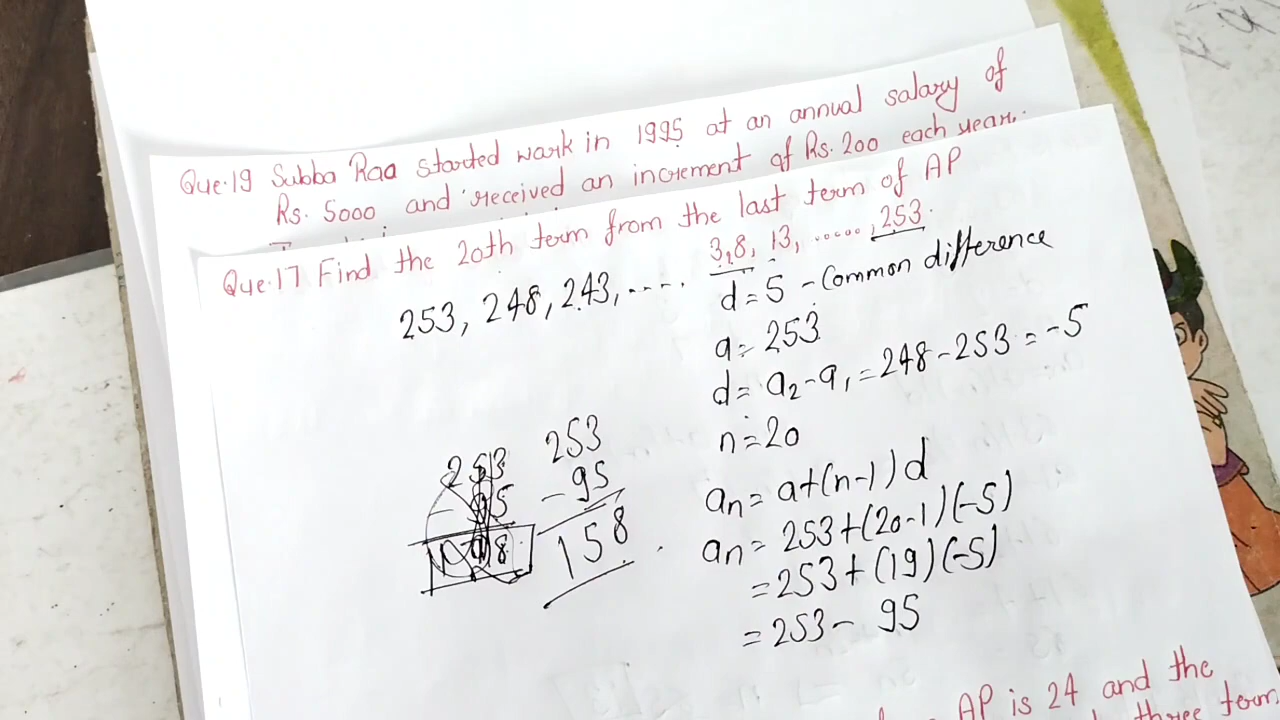 Que:19 Subba Rao started work in 1995 at an annual salary of
Rs. 5000 and received an increment of Rs. 200 each year.
Que:17 Find the 20th term from the last term of AP
3, 8, 13, ......, 253.
253, 248, 243, .....
d = 5 - Common difference
a = 253
d = a2 - a1 = 248 - 253 = -5
n = 20
an = a+(n-1)d
an = 253+(20-1)(-5)
= 253+(19)(-5)
= 253 - 95
253
- 95
158
AP is 24 and the
three term